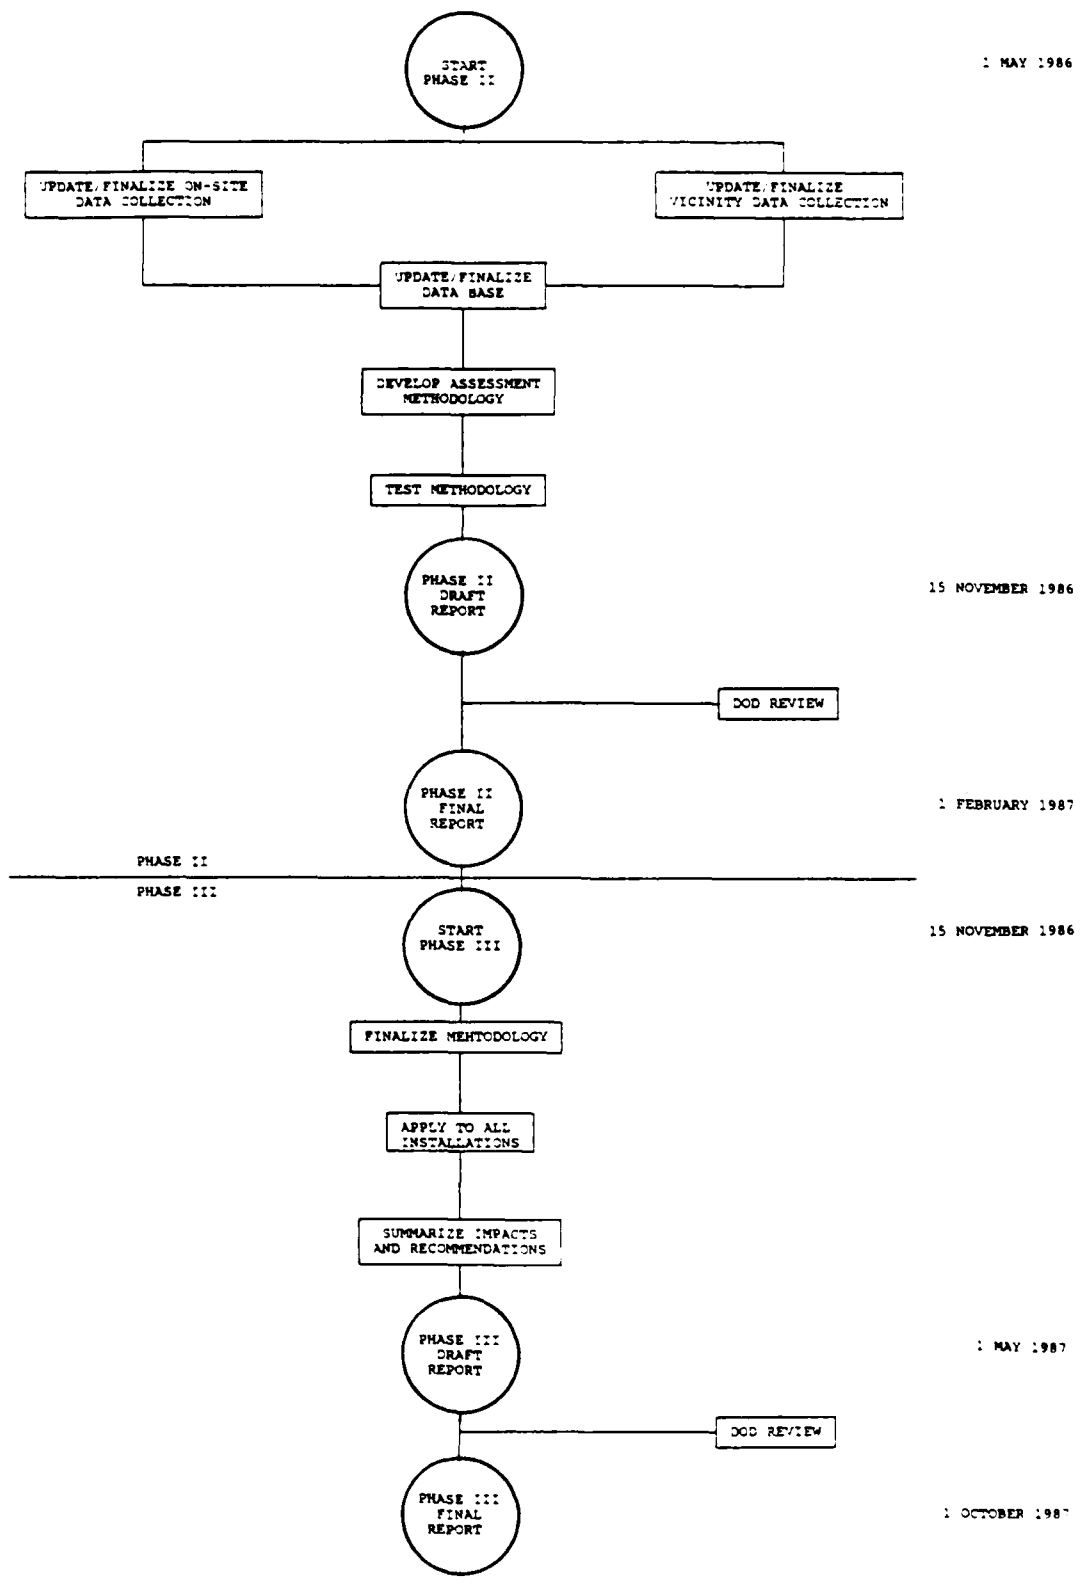 START
PHASE II
1 MAY 1986
UPDATE/FINALIZE ON-SITE
DATA COLLECTION
UPDATE/FINALIZE
VICINITY DATA COLLECTION
UPDATE/FINALIZE
DATA BASE
DEVELOP ASSESSMENT
METHODOLOGY
TEST METHODOLOGY
PHASE II
DRAFT
REPORT
15 NOVEMBER 1986
DOD REVIEW
PHASE II
FINAL
REPORT
1 FEBRUARY 1987
PHASE II
PHASE III
START
PHASE III
15 NOVEMBER 1986
FINALIZE MEHTODOLOGY
APPLY TO ALL
INSTALLATIONS
SUMMARIZE IMPACTS
AND RECOMMENDATIONS
PHASE III
DRAFT
REPORT
1 MAY 1987
DOD REVIEW
PHASE III
FINAL
REPORT
1 OCTOBER 1987